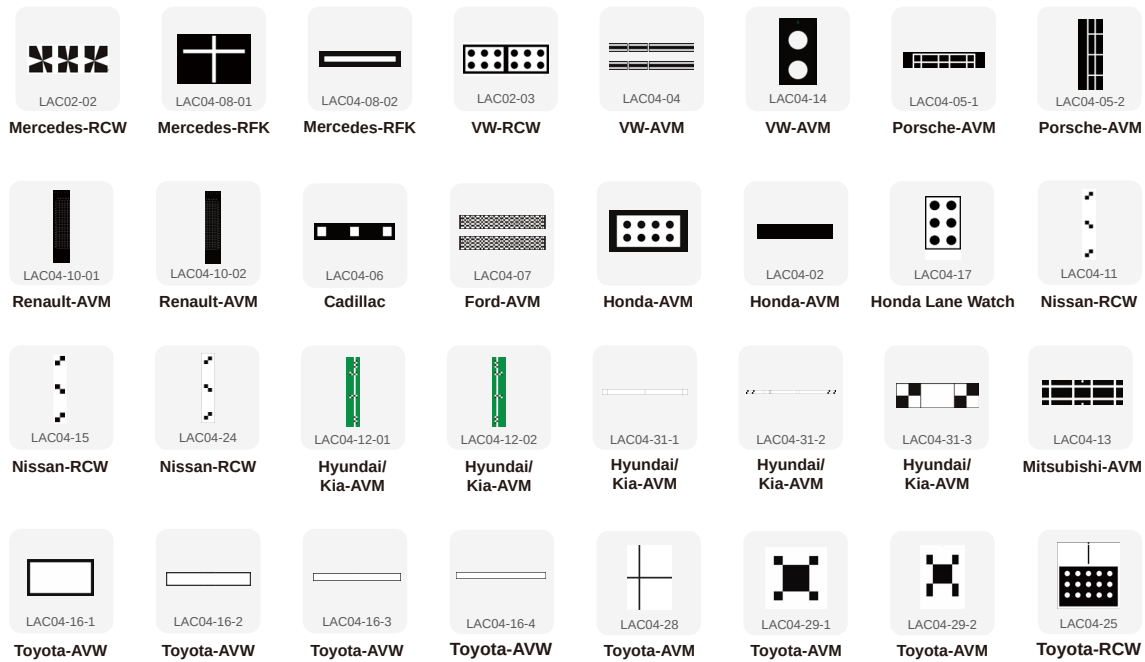 LAC02-02
Mercedes-RCW
LAC04-08-01
Mercedes-RFK
LAC04-08-02
Mercedes-RFK
LAC02-03
VW-RCW
LAC04-04
VW-AVM
LAC04-14
VW-AVM
LAC04-05-1
Porsche-AVM
LAC04-05-2
Porsche-AVM
LAC04-10-01
Renault-AVM
LAC04-10-02
Renault-AVM
LAC04-06
Cadillac
LAC04-07
Ford-AVM
Honda-AVM
LAC04-02
Honda-AVM
LAC04-17
Honda Lane Watch
LAC04-11
Nissan-RCW
LAC04-15
Nissan-RCW
LAC04-24
Nissan-RCW
LAC04-12-01
Hyundai/
Kia-AVM
LAC04-12-02
Hyundai/
Kia-AVM
LAC04-31-1
Hyundai/
Kia-AVM
LAC04-31-2
Hyundai/
Kia-AVM
LAC04-31-3
Hyundai/
Kia-AVM
LAC04-13
Mitsubishi-AVM
LAC04-16-1
Toyota-AVW
LAC04-16-2
Toyota-AVW
LAC04-16-3
Toyota-AVW
LAC04-16-4
Toyota-AVW
LAC04-28
Toyota-AVM
LAC04-29-1
Toyota-AVM
LAC04-29-2
Toyota-AVM
LAC04-25
Toyota-RCW